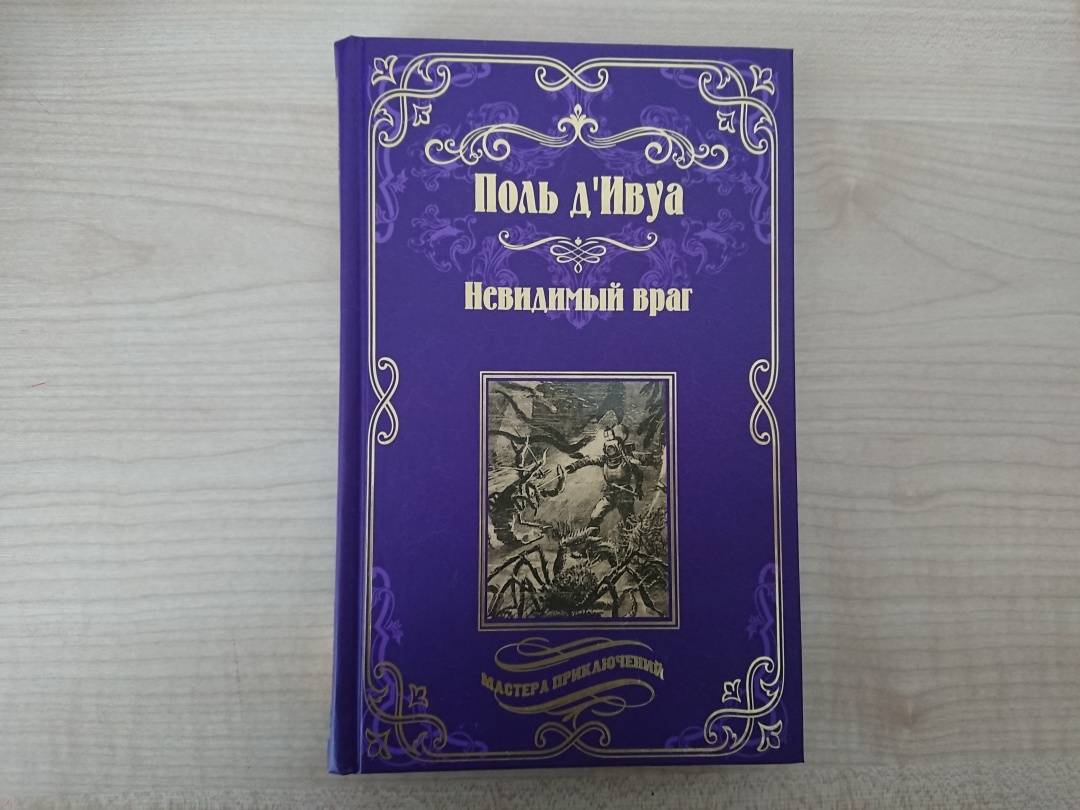 Поль д'Ивуа
Невидимый враг
МАСТЕРА ПРИКЛЮЧЕНИЙ